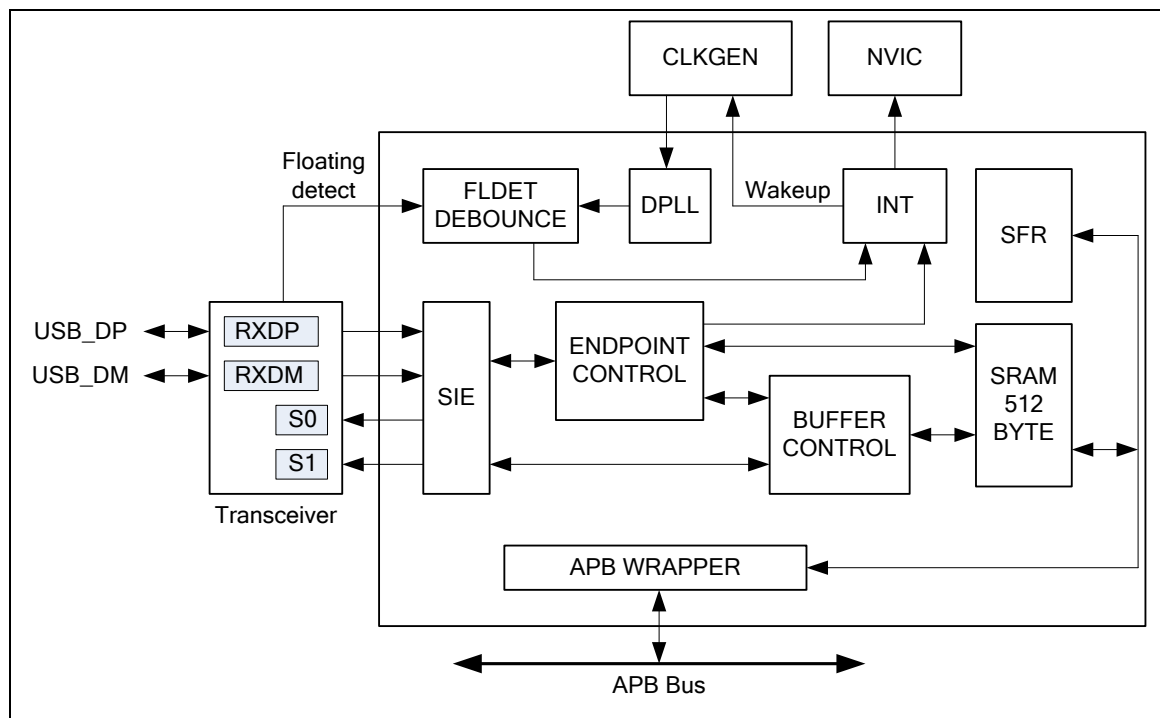 CLKGEN
NVIC
Floating
detect
FLDET
DEBOUNCE
DPLL
Wakeup
INT
SFR
USB_DP
RXDP
USB_DM
RXDM
S0
S1
Transceiver
SIE
ENDPOINT
CONTROL
BUFFER
CONTROL
SRAM
512
BYTE
APB WRAPPER
APB Bus